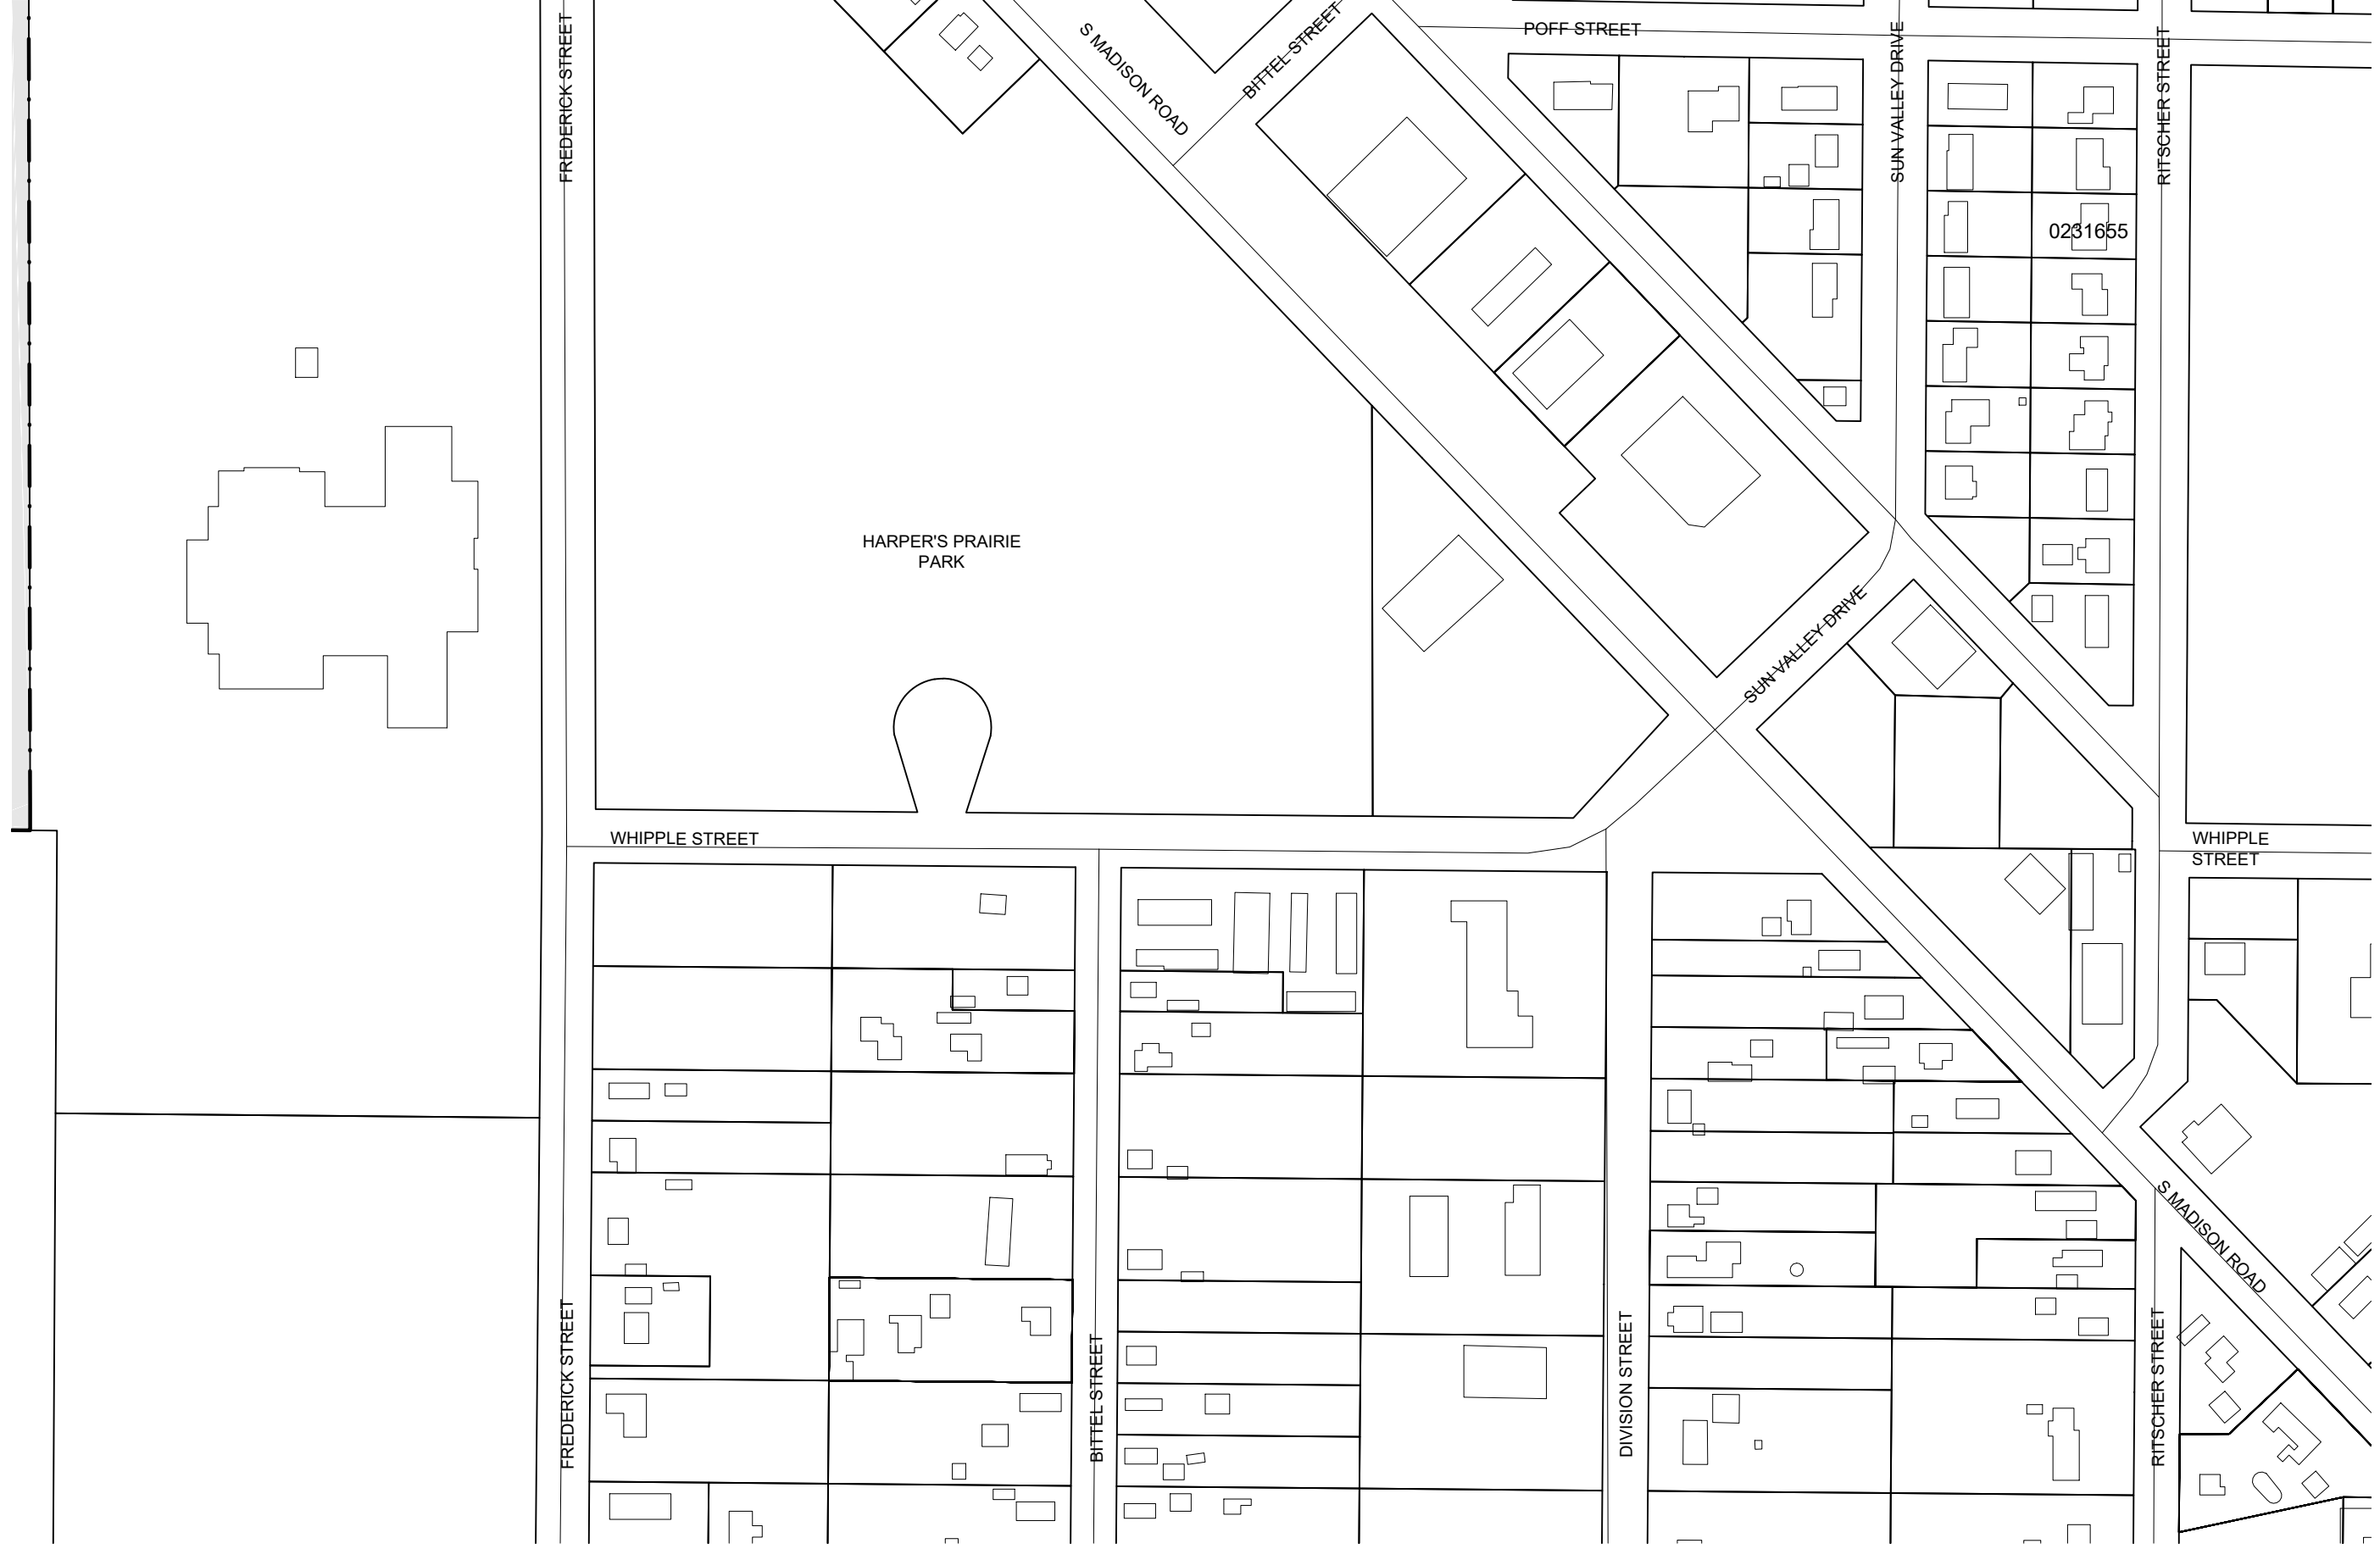 POFF STREET
S MADISON ROAD
BITTEL STREET
FREDERICK STREET
SUN VALLEY DRIVE
RITSCHER STREET
0231655
HARPER'S PRAIRIE
PARK
SUN VALLEY DRIVE
WHIPPLE STREET
WHIPPLE
STREET
S MADISON ROAD
FREDERICK STREET
BITTEL STREET
DIVISION STREET
RITSCHER STREET